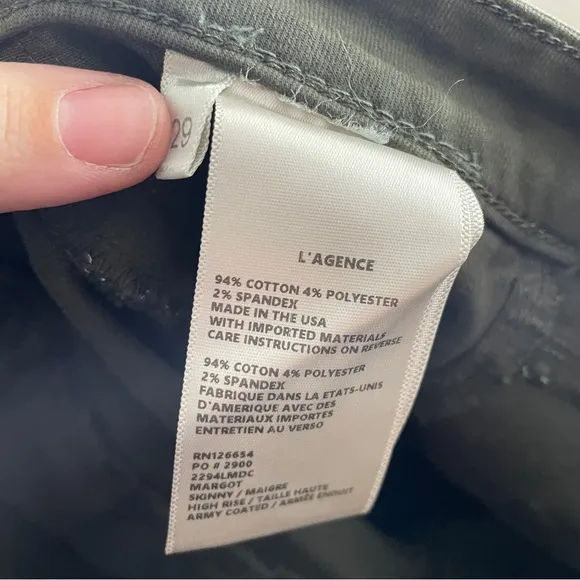 29
L'AGENCE
94% COTTON 4% POLYESTER
2% SPANDEX
MADE IN THE USA
WITH IMPORTED MATERIALS
CARE INSTRUCTIONS ON REVERSE
94% COTON 4% POLYESTER
2% SPANDEX
FABRIQUE DANS LA ETATS-UNIS
D'AMERIQUE AVEC DES
MATERIAUX IMPORTES
ENTRETIEN AU VERSO
RN126654
PO # 2900
2294LMDC
MARGOT
SKINNY / MAIGRE
HIGH RISE / TAILLE HAUTE
ARMY COATED / ARMÉE ENDUIT